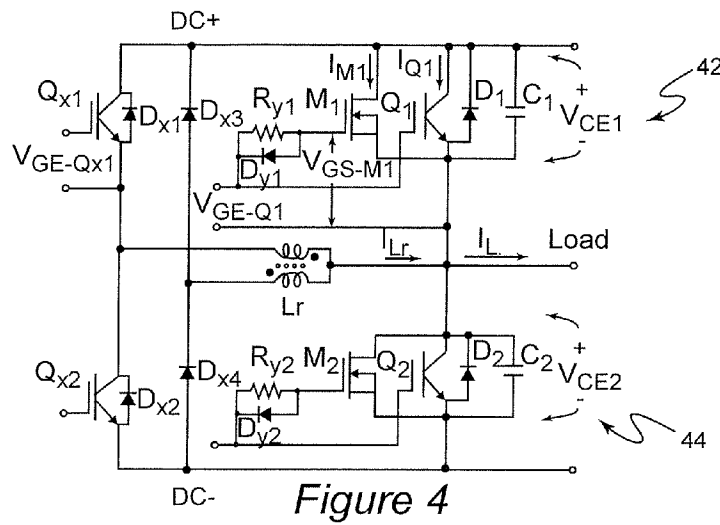 DC+
Qx1
Dx1
Dx3
VGE-Qx1
Ry1
M1
IM1
IQ1
Q1
D1
C1
+
VCE1
-
42
Dy1
VGS-M1
VGE-Q1
ILr
IL.
Load
Lr
Qx2
Dx2
Dx4
Ry2
M2
Q2
D2
C2
+
VCE2
-
44
Dy2
DC-
Figure 4